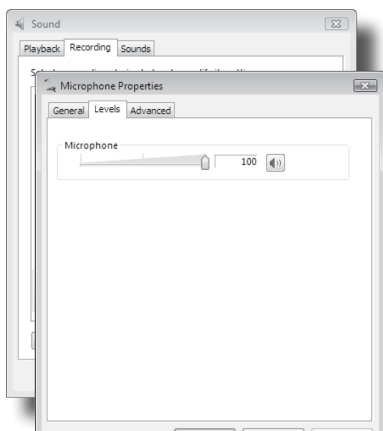 Sound
Playback Recording Sounds
Microphone Properties
General Levels Advanced
Microphone
100